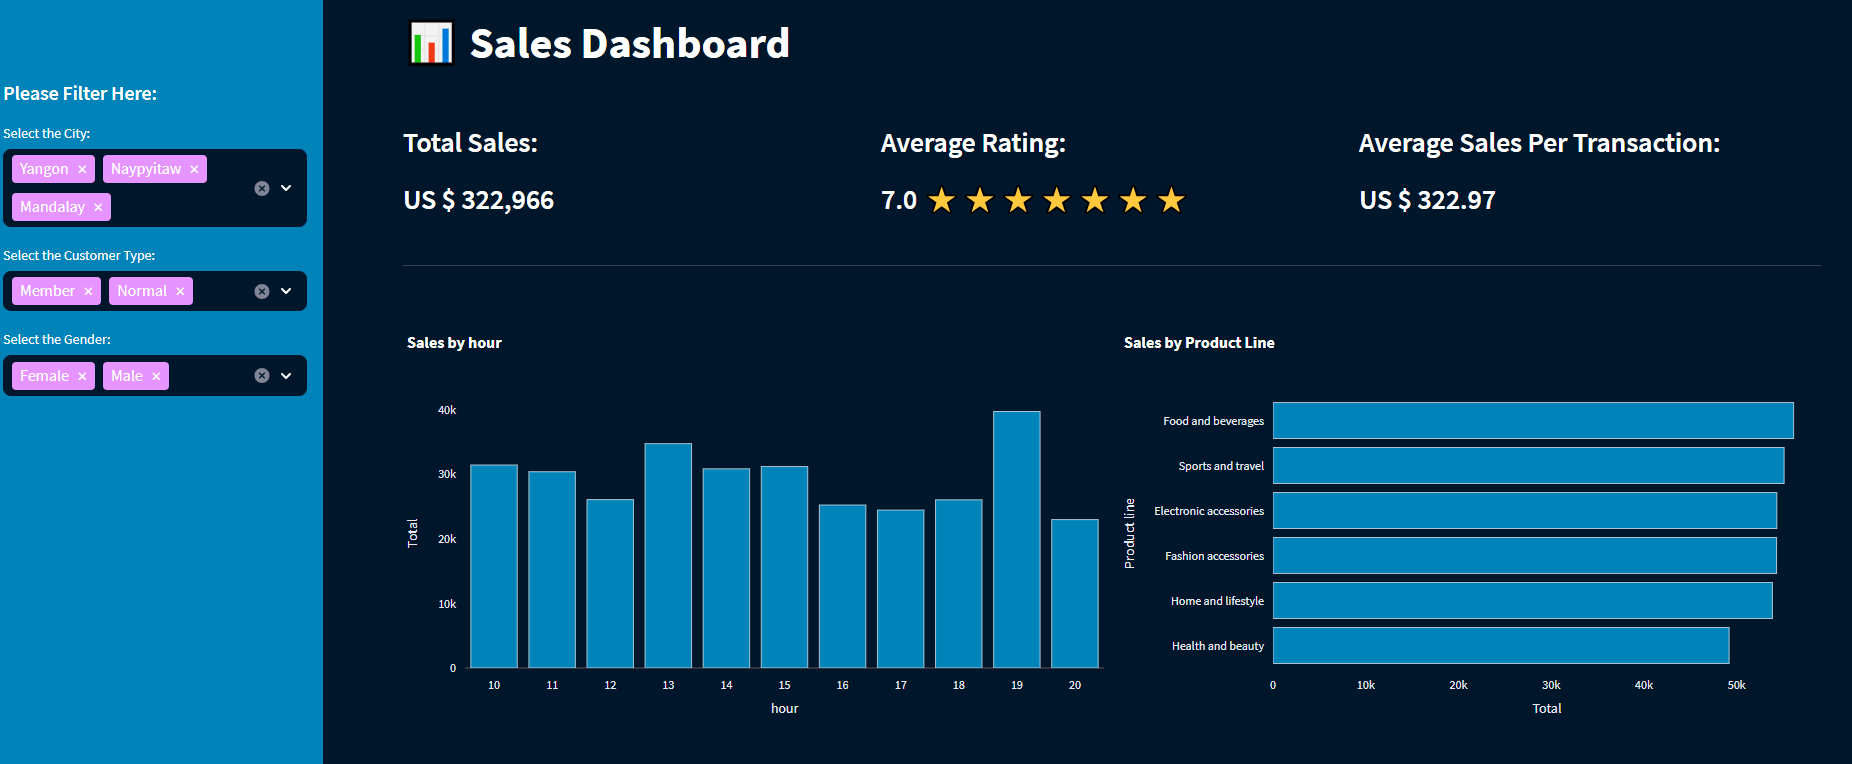 Sales Dashboard
Please Filter Here:
Select the City:
Yangon × Naypyitaw ×
Mandalay ×
Select the Customer Type:
Member × Normal ×
Select the Gender:
Female × Male ×
Total Sales:
US $ 322,966
Average Rating:
7.0
Average Sales Per Transaction:
US $ 322.97
Sales by hour
Total
40k
30k
20k
10k
0
10 11 12 13 14 15 16 17 18 19 20
hour
Sales by Product Line
Product line
Food and beverages
Sports and travel
Electronic accessories
Fashion accessories
Home and lifestyle
Health and beauty
0 10k 20k 30k 40k 50k
Total